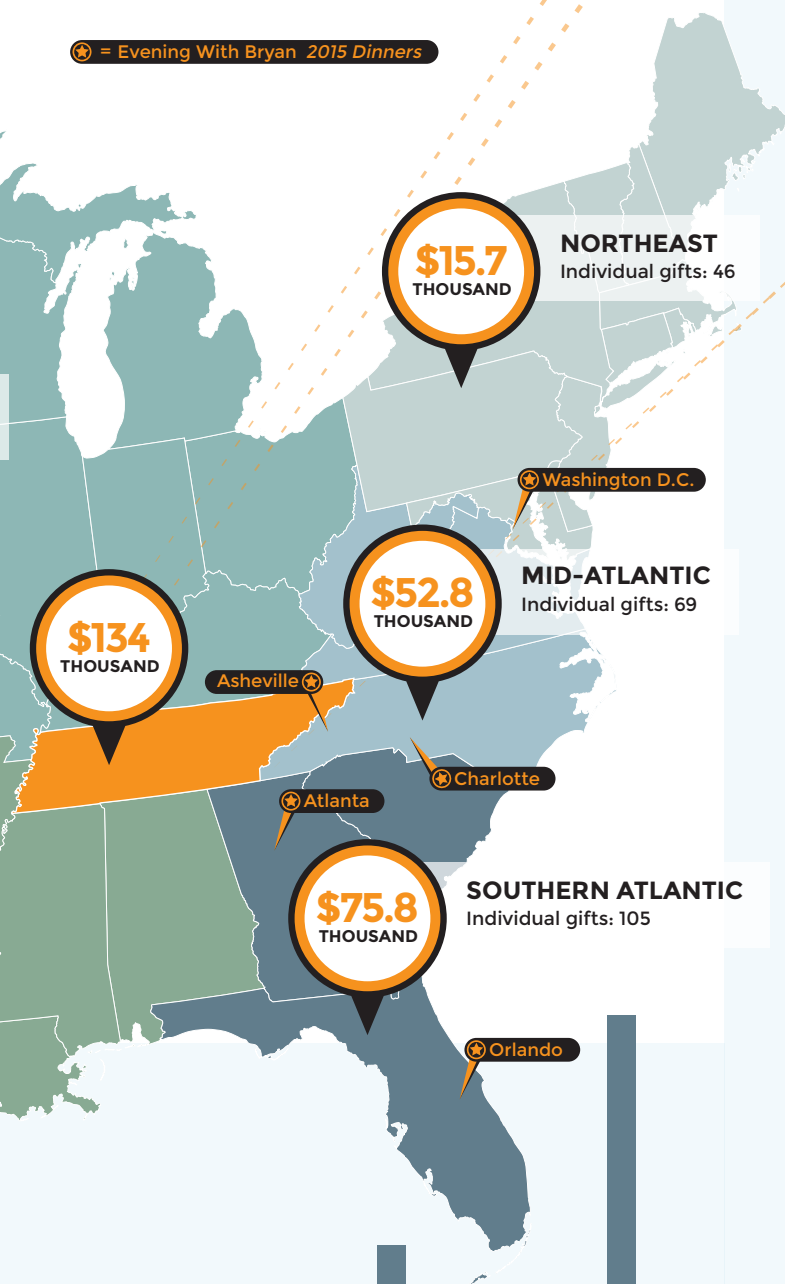 = Evening With Bryan 2015 Dinners
$15.7
THOUSAND
NORTHEAST
Individual gifts: 46
Washington D.C.
$52.8
THOUSAND
MID-ATLANTIC
Individual gifts: 69
$134
THOUSAND
Asheville
Charlotte
Atlanta
$75.8
THOUSAND
SOUTHERN ATLANTIC
Individual gifts: 105
Orlando